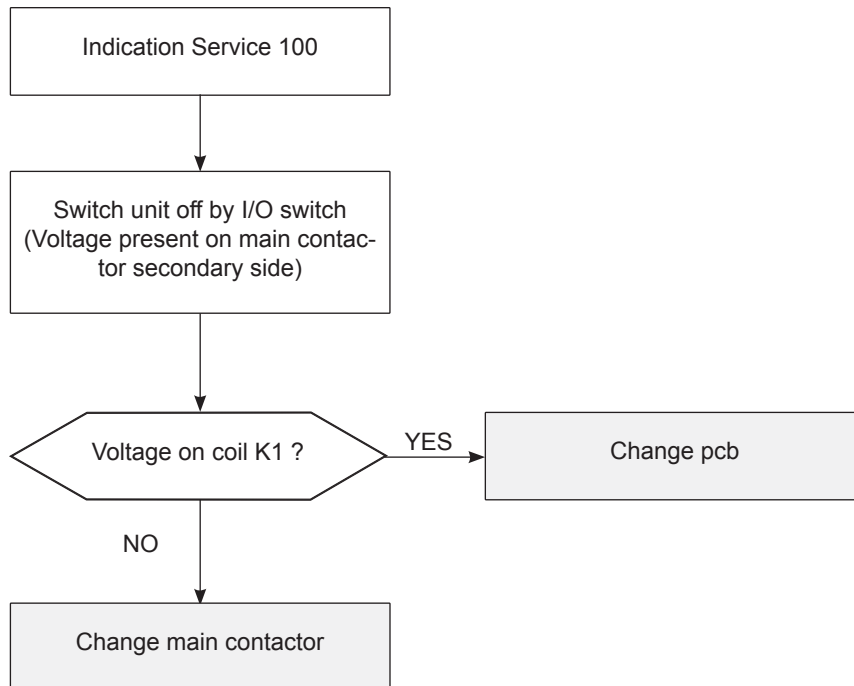 Indication Service 100
Switch unit off by I/O switch
(Voltage present on main contac-
tor secondary side)
Voltage on coil K1 ?
YES
Change pcb
NO
Change main contactor